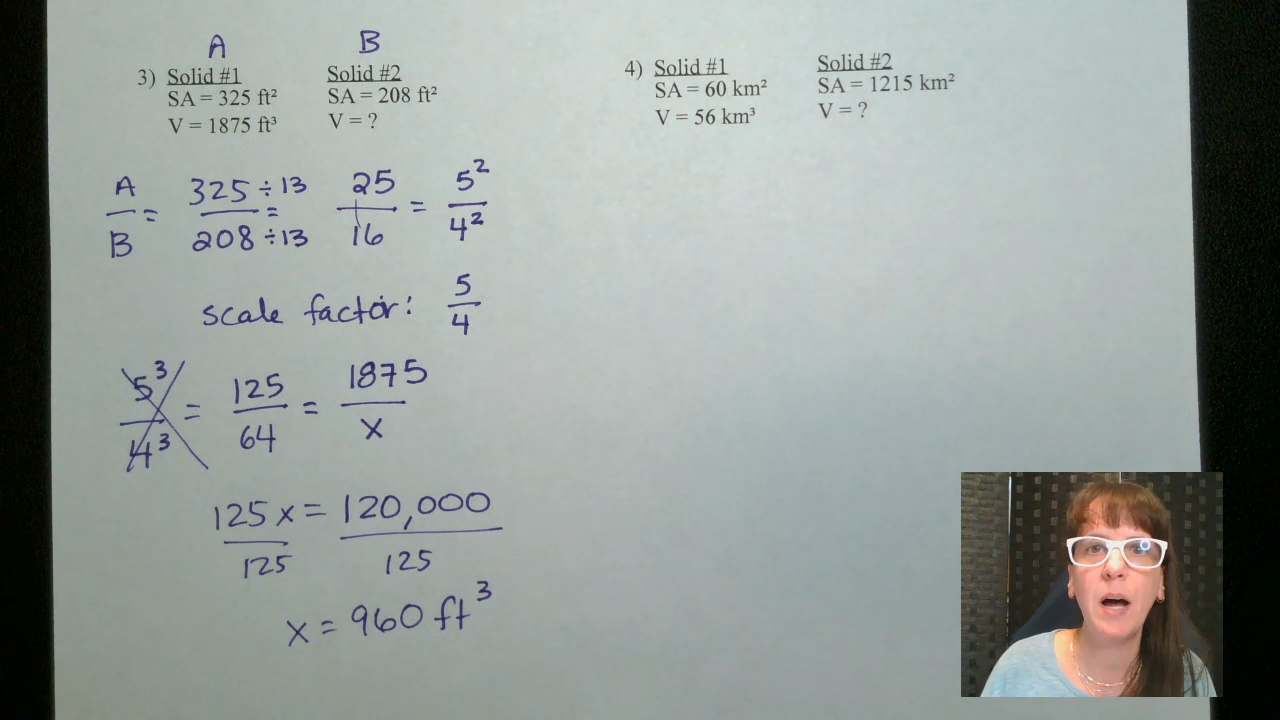 A B
3) Solid #1 Solid #2
SA = 325 ft² SA = 208 ft²
V = 1875 ft³ V = ?
A/B = 325 ÷ 13 / 208 ÷ 13 = 25/16 = 5²/4²
scale factor: 5/4
5³/4³ = 125/64 = 1875/x
125x = 120,000
125 125
x = 960 ft³
4) Solid #1 Solid #2
SA = 60 km² SA = 1215 km²
V = 56 km³ V = ?